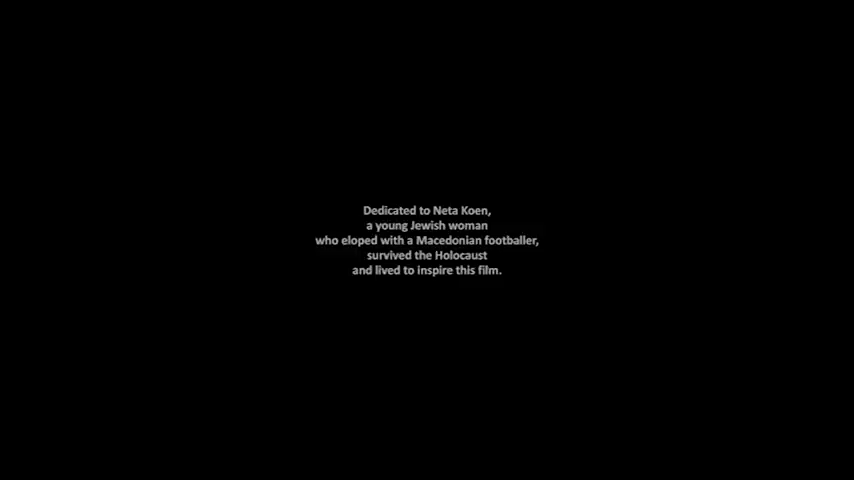 Dedicated to Neta Koen,
a young Jewish woman
who eloped with a Macedonian footballer,
survived the Holocaust
and lived to inspire this film.